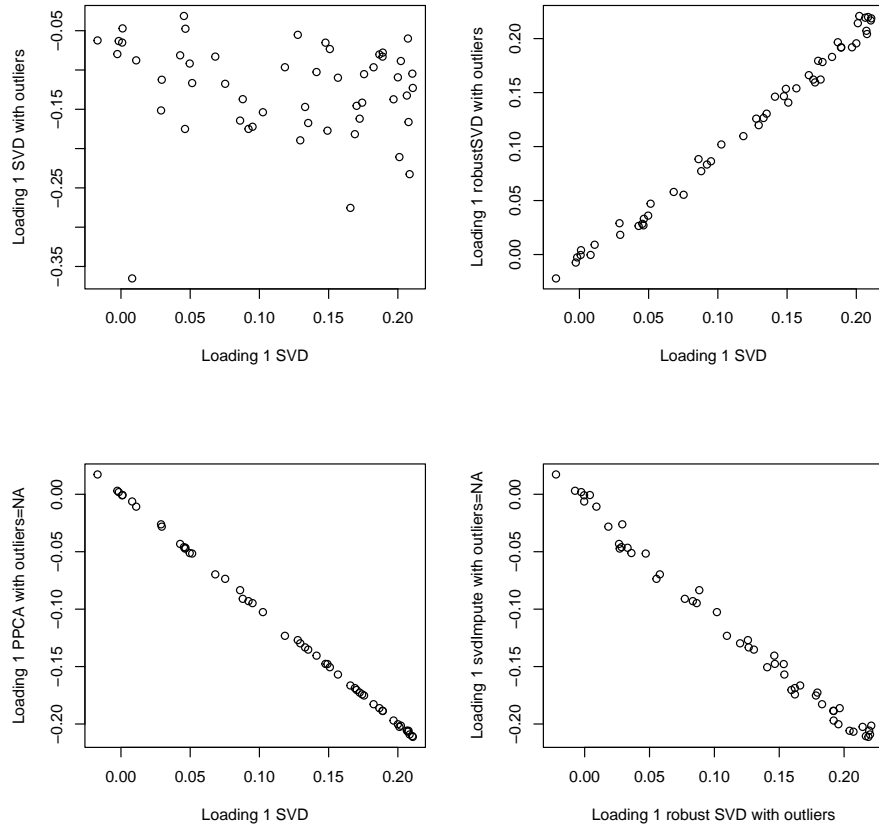 Loading 1 SVD with outliers
−0.05
−0.15
−0.25
−0.35
0.00 0.05 0.10 0.15 0.20
Loading 1 SVD
Loading 1 robustSVD with outliers
0.20
0.10
0.00
0.00 0.05 0.10 0.15 0.20
Loading 1 SVD
Loading 1 PPCA with outliers=NA
0.00
−0.05
−0.10
−0.15
−0.20
0.00 0.05 0.10 0.15 0.20
Loading 1 SVD
Loading 1 svdImpute with outliers=NA
0.00
−0.05
−0.10
−0.15
−0.20
0.00 0.05 0.10 0.15 0.20
Loading 1 robust SVD with outliers